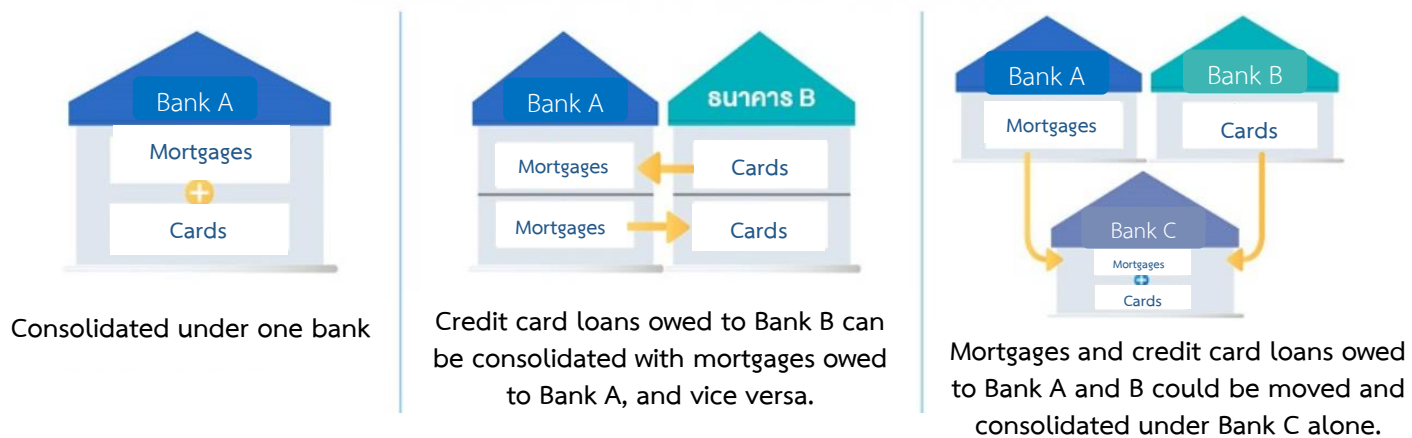 Bank A
Mortgages
Cards
Consolidated under one bank
Bank A
ธนาคาร B
Mortgages
Cards
Mortgages
Cards
Credit card loans owed to Bank B can
be consolidated with mortgages owed
to Bank A, and vice versa.
Bank A
Bank B
Mortgages
Cards
Bank C
Mortgages
Cards
Mortgages and credit card loans owed
to Bank A and B could be moved and
consolidated under Bank C alone.